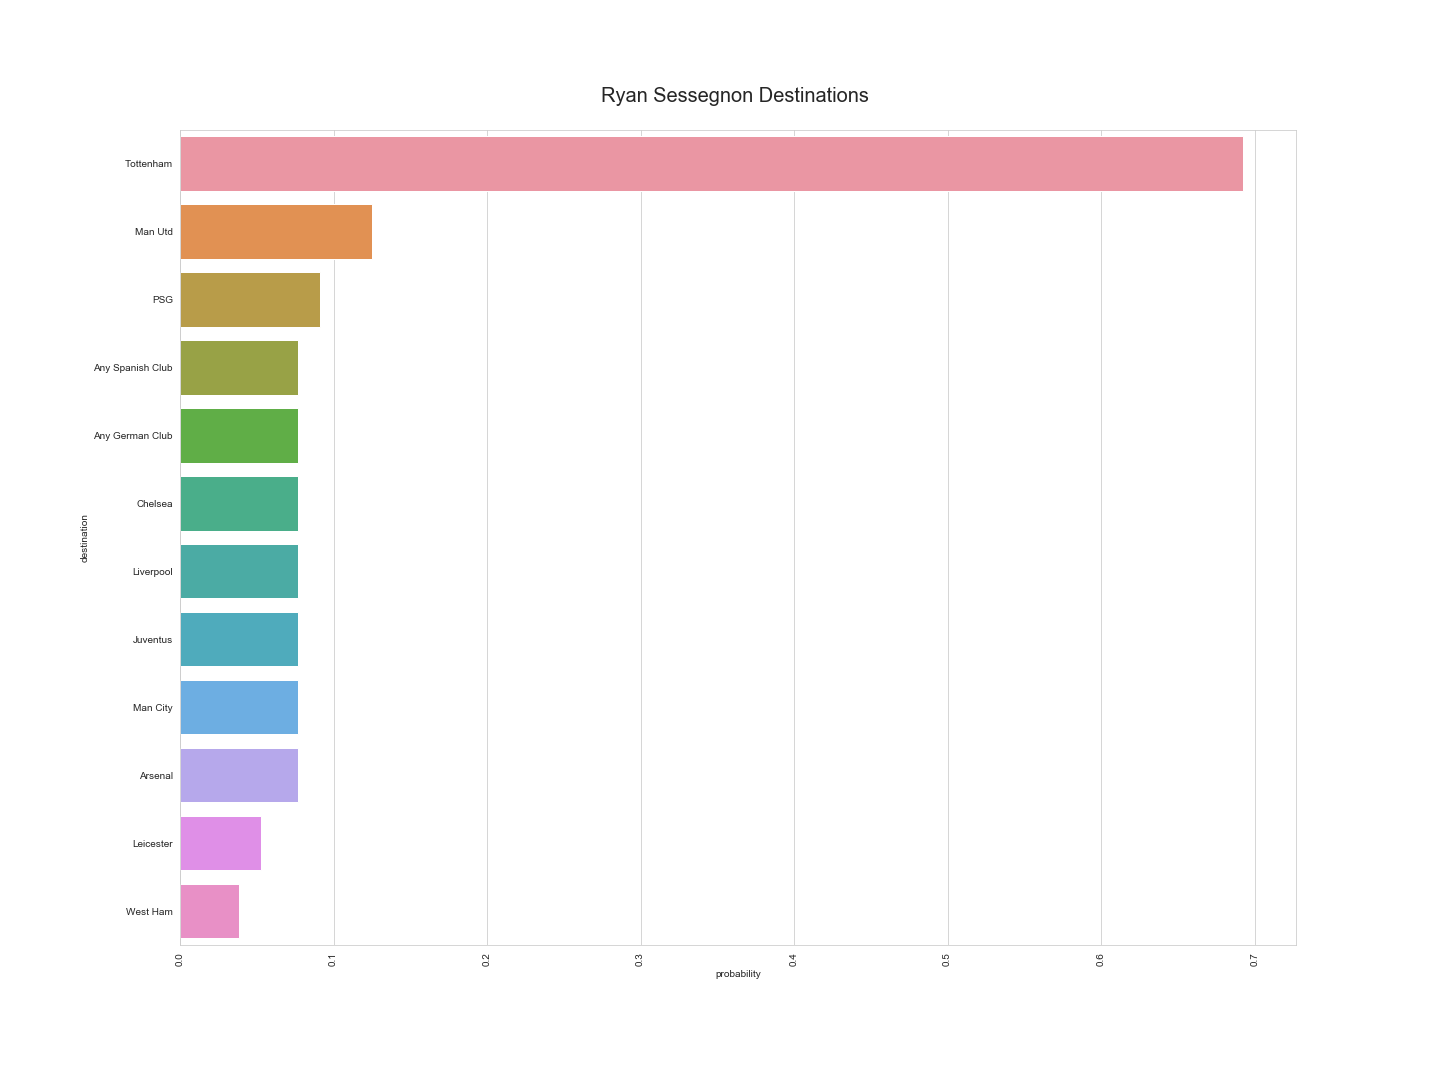 Ryan Sessegnon Destinations
Tottenham
Man Utd
PSG
Any Spanish Club
Any German Club
Chelsea
Liverpool
Juventus
Man City
Arsenal
Leicester
West Ham
destination
0.0 0.1 0.2 0.3 0.4 0.5 0.6 0.7
probability